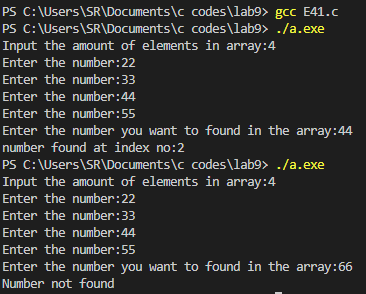 PS C:\Users\SR\Documents\c codes\lab9> gcc E41.c
PS C:\Users\SR\Documents\c codes\lab9> ./a.exe
Input the amount of elements in array:4
Enter the number:22
Enter the number:33
Enter the number:44
Enter the number:55
Enter the number you want to found in the array:44
number found at index no:2
PS C:\Users\SR\Documents\c codes\lab9> ./a.exe
Input the amount of elements in array:4
Enter the number:22
Enter the number:33
Enter the number:44
Enter the number:55
Enter the number you want to found in the array:66
Number not found